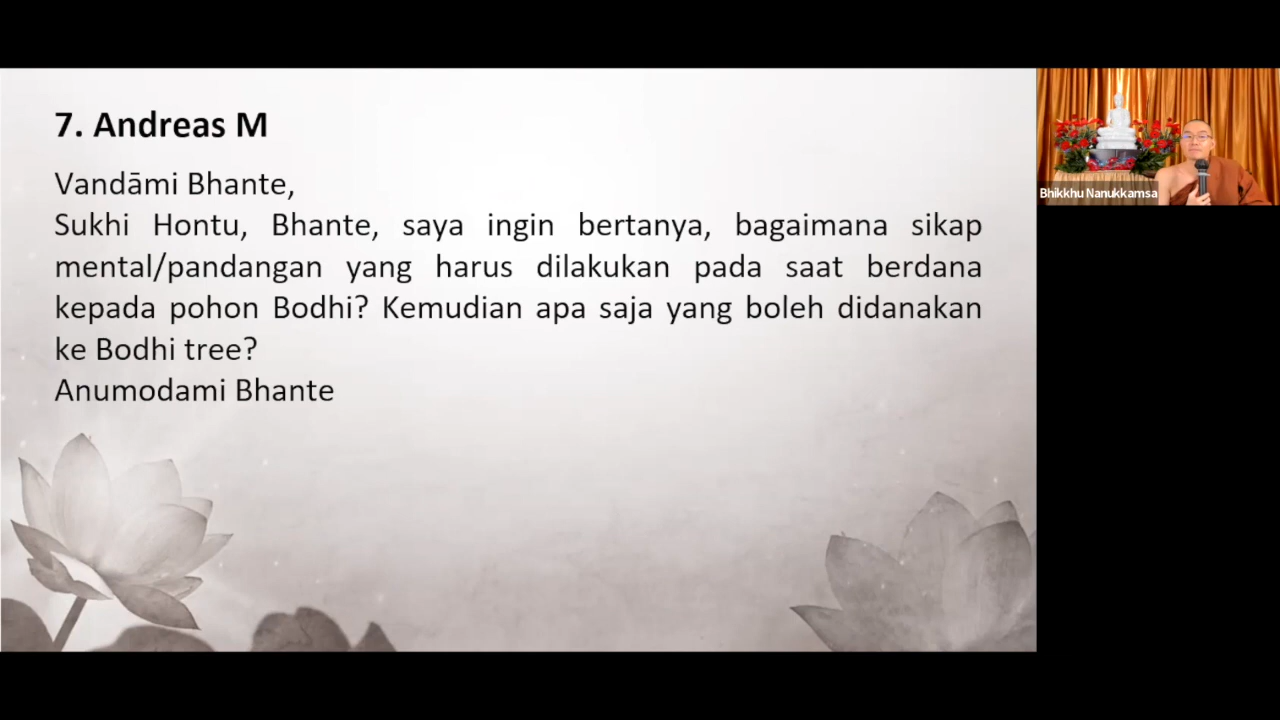 7. Andreas M
Vandāmi Bhante,
Sukhi Hontu, Bhante, saya ingin bertanya, bagaimana sikap
mental/pandangan yang harus dilakukan pada saat berdana
kepada pohon Bodhi? Kemudian apa saja yang boleh didanakan
ke Bodhi tree?
Anumodami Bhante
Bhikkhu Nanukkamsa